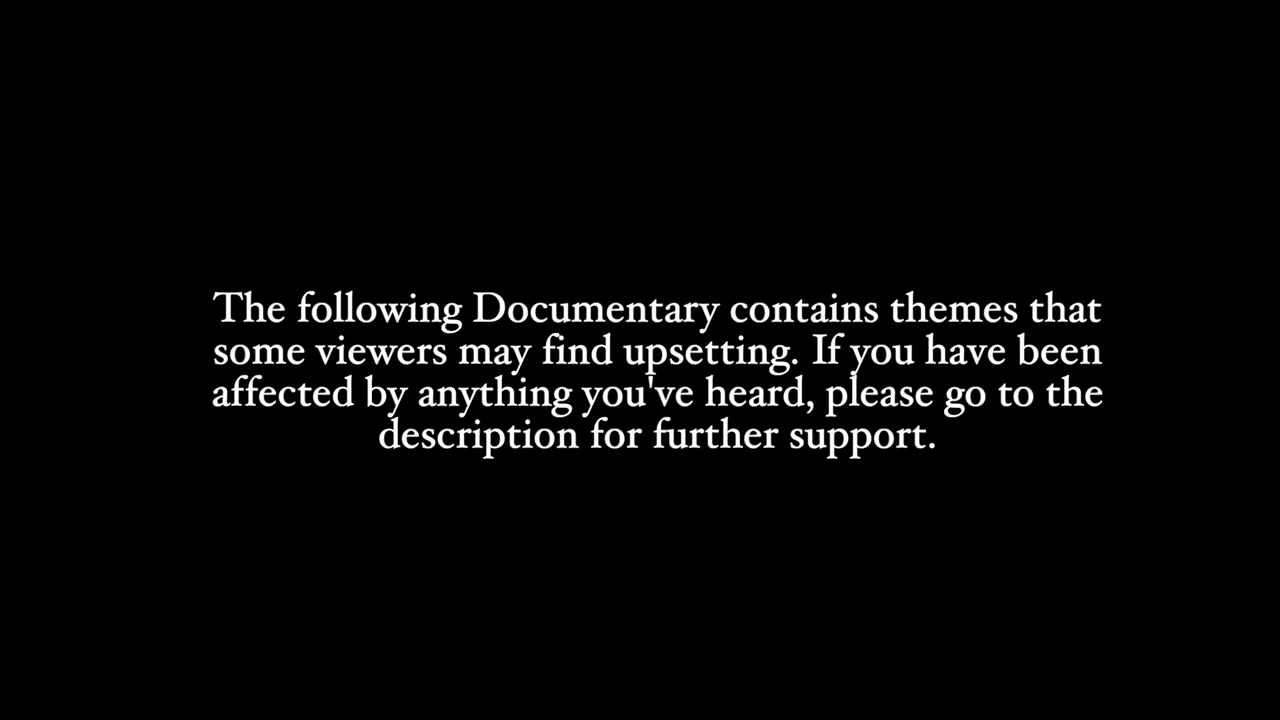 The following Documentary contains themes that
some viewers may find upsetting. If you have been
affected by anything you've heard, please go to the
description for further support.